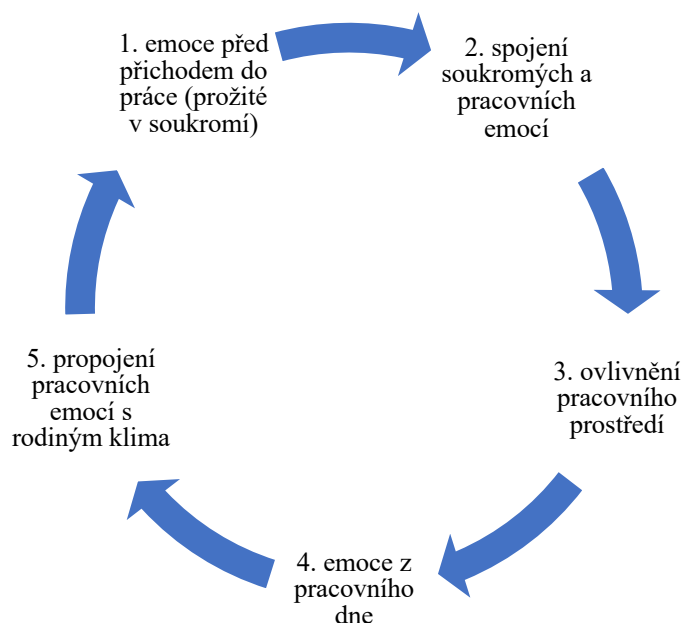 1. emoce před
přichodem do
práce (prožité
v soukromí)
2. spojení
soukromých a
pracovních
emocí
3. ovlivnění
pracovního
prostředí
4. emoce z
pracovního
dne
5. propojení
pracovních
emocí s
rodiným klima